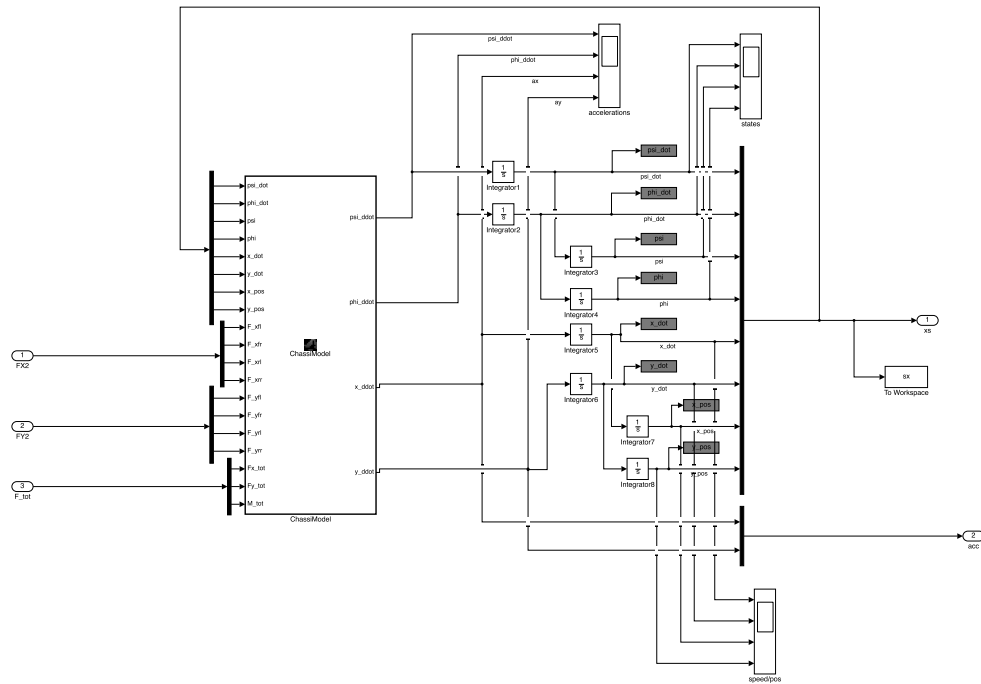 psi_ddot
phi_ddot
ax
ay
accelerations
states
psi_dot
phi_dot
psi
phi
x_dot
y_dot
x_pos
y_pos
F_xfl
F_xfr
F_xrl
F_xrr
F_yfl
F_yfr
F_yrl
F_yrr
Fx_tot
Fy_tot
M_tot
ChassiModel
ChassiModel
psi_ddot
phi_ddot
x_ddot
y_ddot
1
FX2
2
FY2
3
F_tot
1
s
Integrator1
1
s
Integrator2
1
s
Integrator3
1
s
Integrator4
1
s
Integrator5
1
s
Integrator6
1
s
Integrator7
1
s
Integrator8
psi_dot
psi_dot
phi_dot
phi_dot
psi
psi
phi
phi
x_dot
x_dot
y_dot
y_dot
x_pos
x_pos
y_pos
y_pos
1
xs
sx
To Workspace
2
acc
speed/pos